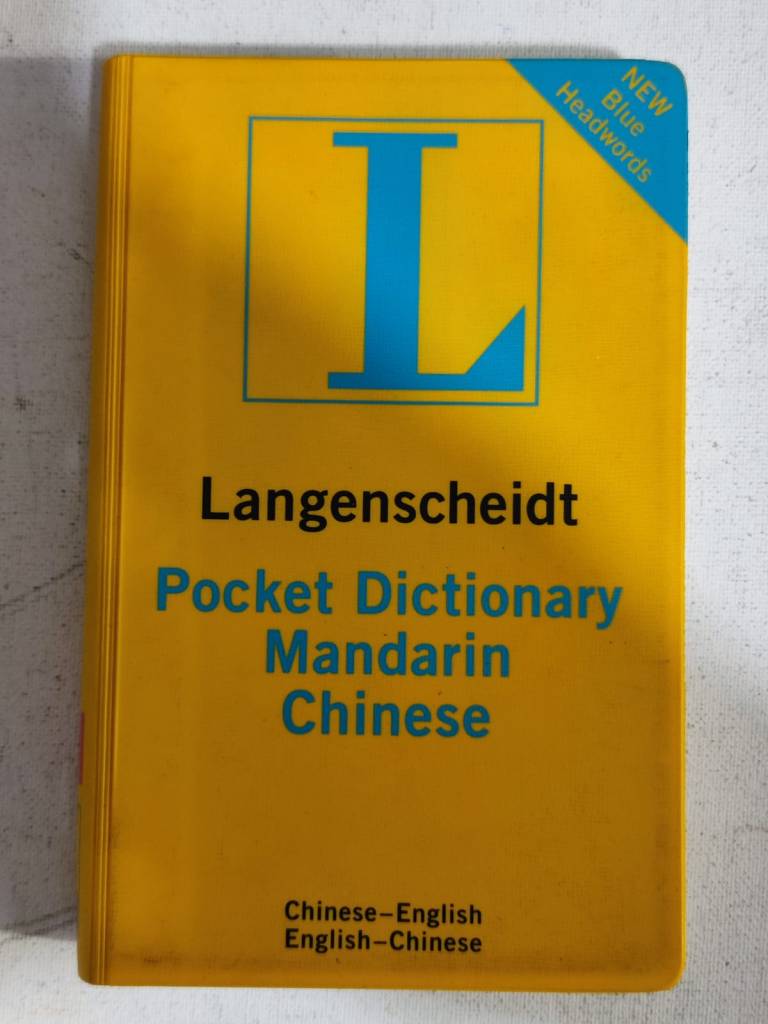 NEW
Blue
Headwords
L
Langenscheidt
Pocket Dictionary
Mandarin
Chinese
Chinese–English
English–Chinese